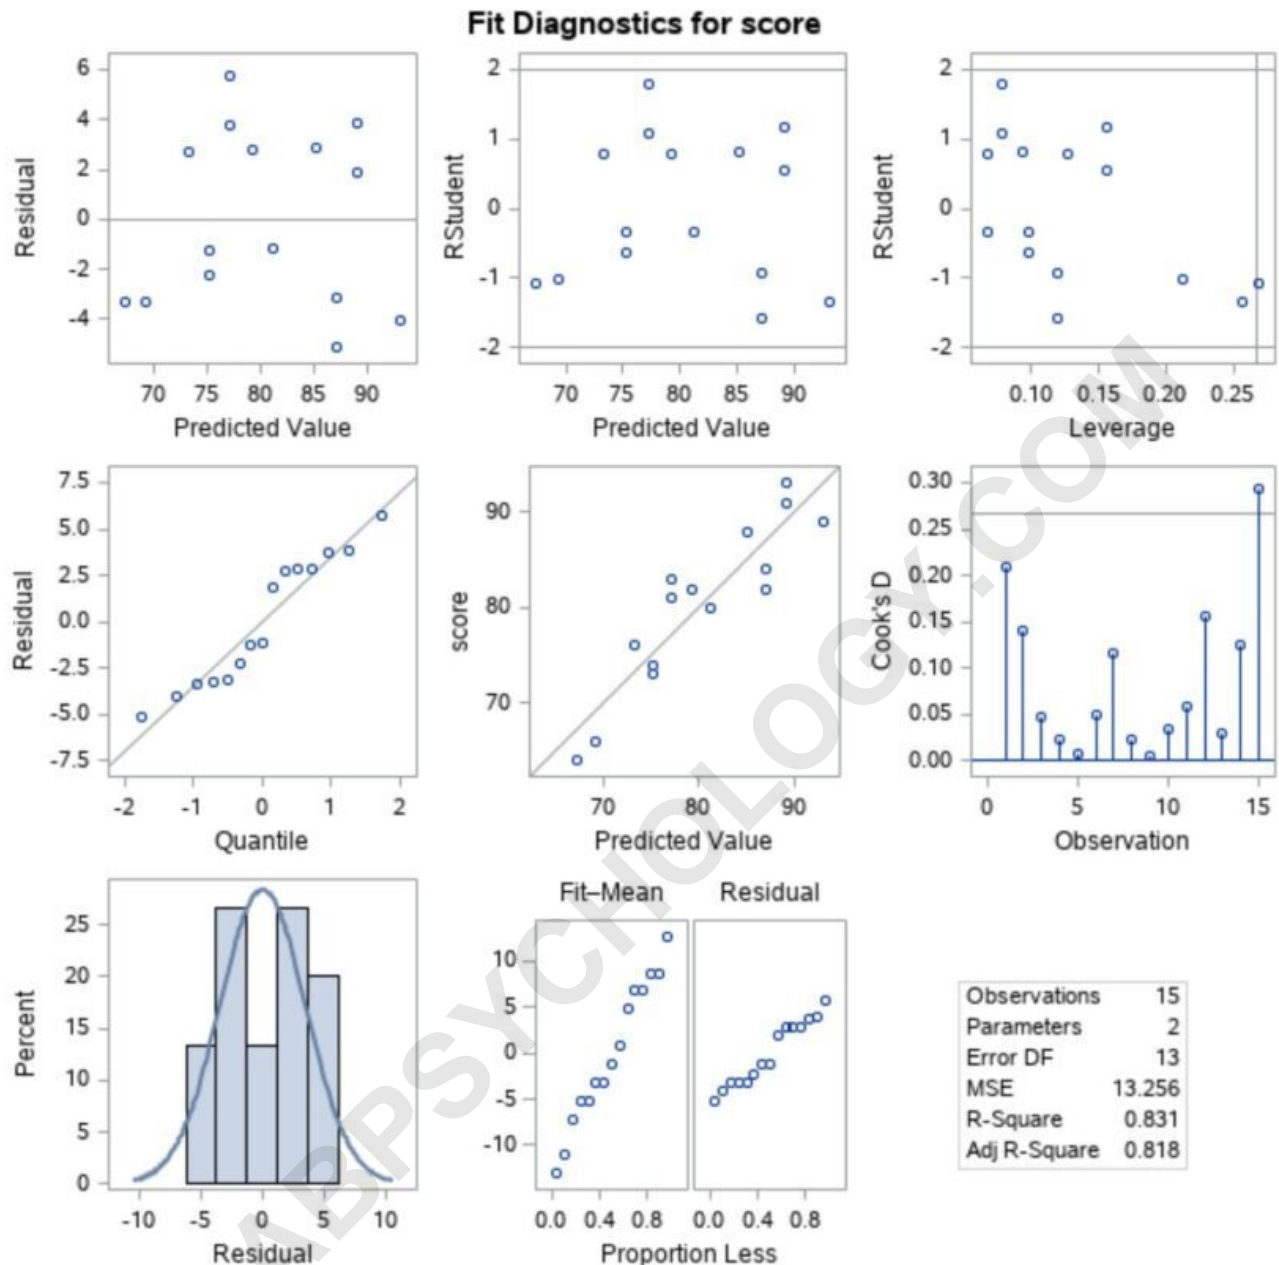 Fit Diagnostics for score
Residual
6
4
2
0
-2
-4
70 75 80 85 90
Predicted Value
RStudent
2
1
0
-1
-2
70 75 80 85 90
Predicted Value
RStudent
2
1
0
-1
-2
0.10 0.15 0.20 0.25
Leverage
Residual
7.5
5.0
2.5
0.0
-2.5
-5.0
-7.5
-2 -1 0 1 2
Quantile
score
90
80
70
70 80 90
Predicted Value
Cook's D
0.30
0.25
0.20
0.15
0.10
0.05
0.00
0 5 10 15
Observation
Percent
25
20
15
10
5
0
-10 -5 0 5 10
Residual
Fit–Mean Residual
10
5
0
-5
-10
0.0 0.4 0.8 0.0 0.4 0.8
Proportion Less
Observations 15
Parameters 2
Error DF 13
MSE 13.256
R-Square 0.831
Adj R-Square 0.818
ABPSYCHOLOGY.COM